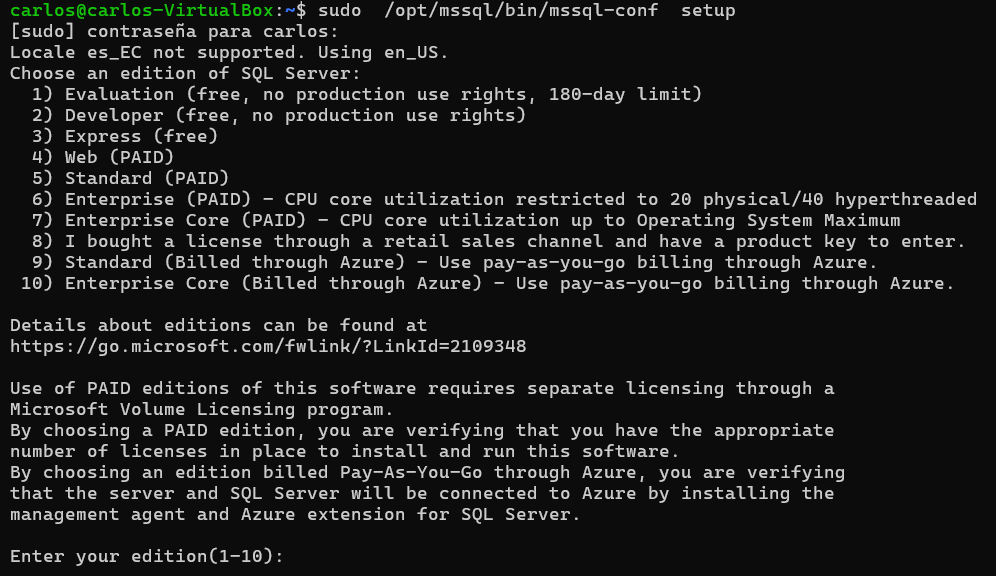 carlos@carlos-VirtualBox:~$ sudo  /opt/mssql/bin/mssql-conf  setup
[sudo] contraseña para carlos:
Locale es_EC not supported. Using en_US.
Choose an edition of SQL Server:
  1) Evaluation (free, no production use rights, 180-day limit)
  2) Developer (free, no production use rights)
  3) Express (free)
  4) Web (PAID)
  5) Standard (PAID)
  6) Enterprise (PAID) - CPU core utilization restricted to 20 physical/40 hyperthreaded
  7) Enterprise Core (PAID) - CPU core utilization up to Operating System Maximum
  8) I bought a license through a retail sales channel and have a product key to enter.
  9) Standard (Billed through Azure) - Use pay-as-you-go billing through Azure.
 10) Enterprise Core (Billed through Azure) - Use pay-as-you-go billing through Azure.

Details about editions can be found at
https://go.microsoft.com/fwlink/?LinkId=2109348

Use of PAID editions of this software requires separate licensing through a
Microsoft Volume Licensing program.
By choosing a PAID edition, you are verifying that you have the appropriate
number of licenses in place to install and run this software.
By choosing an edition billed Pay-As-You-Go through Azure, you are verifying
that the server and SQL Server will be connected to Azure by installing the
management agent and Azure extension for SQL Server.

Enter your edition(1-10):